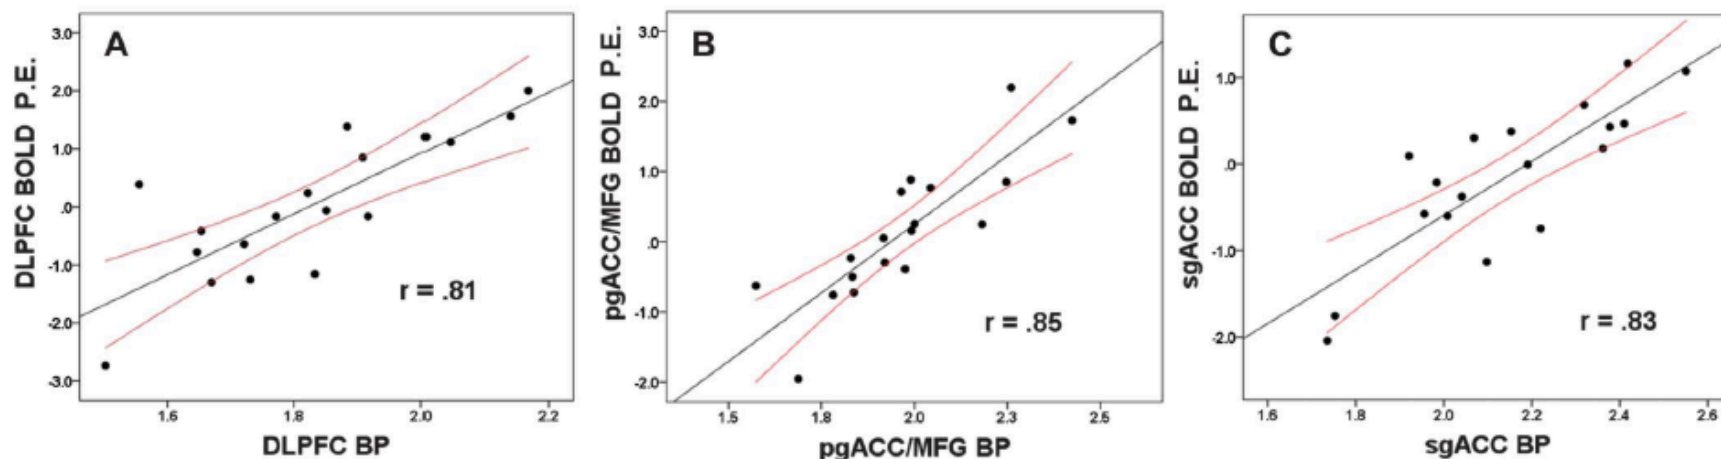 A
DLPFC BOLD P.E.
3.0
2.0
1.0
.0
-1.0
-2.0
-3.0
r = .81
1.6
1.8
2.0
2.2
DLPFC BP
B
pgACC/MFG BOLD P.E.
3.0
2.0
1.0
.0
-1.0
-2.0
r = .85
1.5
1.8
2.0
2.3
2.5
pgACC/MFG BP
C
sgACC BOLD P.E.
1.0
.0
-1.0
-2.0
r = .83
1.6
1.8
2.0
2.2
2.4
2.6
sgACC BP